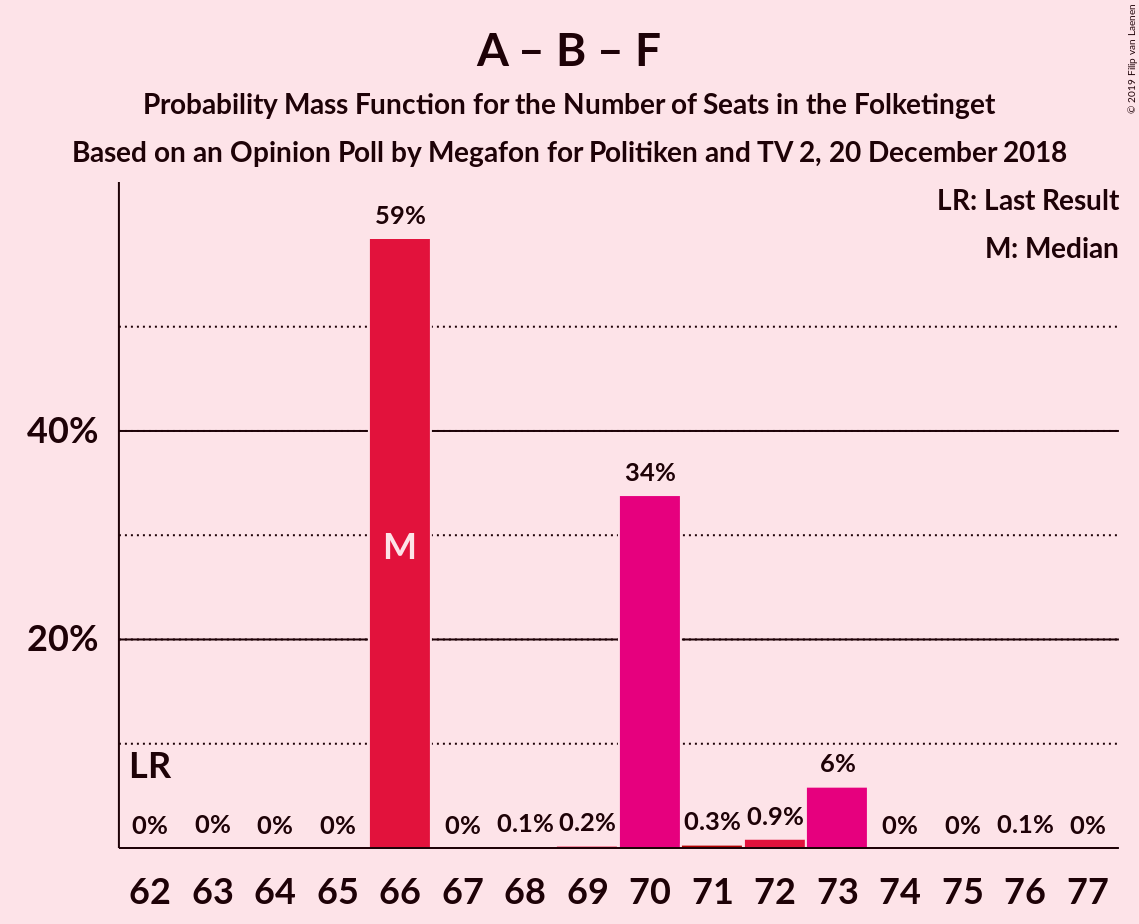 A – B – F
Probability Mass Function for the Number of Seats in the Folketinget
Based on an Opinion Poll by Megafon for Politiken and TV 2, 20 December 2018
© 2019 Filip van Laenen
LR: Last Result
M: Median
59%
40%
34%
M
20%
LR
6%
0% 0% 0% 0% 0% 0.1% 0.2% 0.3% 0.9% 0% 0% 0.1% 0%
62 63 64 65 66 67 68 69 70 71 72 73 74 75 76 77